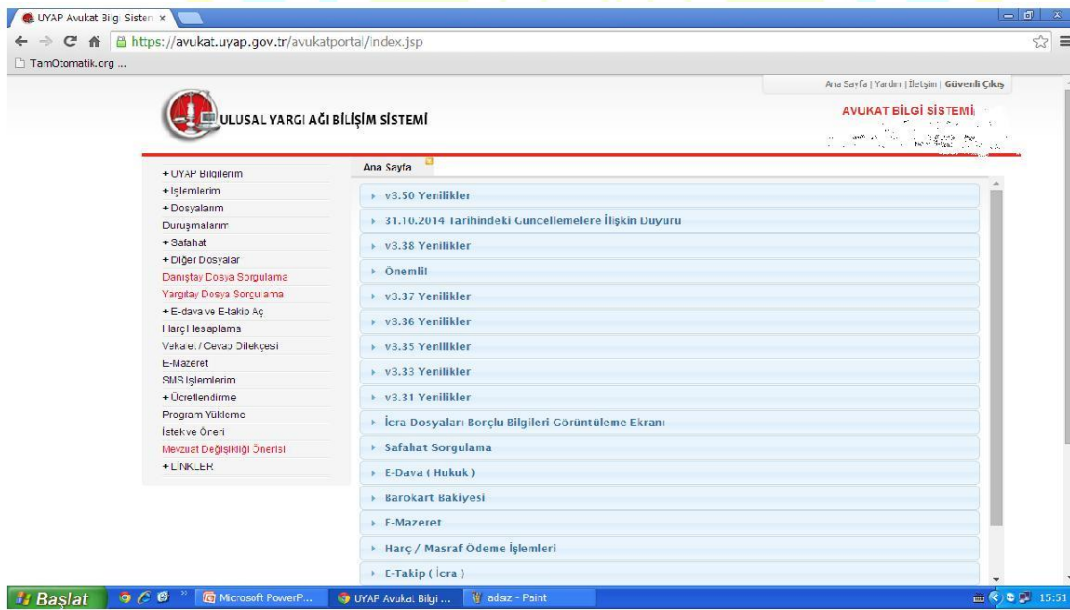 UYAP Avukat Bilgi Sisten
https://avukat.uyap.gov.tr/avukatportal/index.jsp
TamOtomatik.org ...
Ana Sayfa | Yardım | İletişim | Güvenli Çıkış
ULUSAL YARGI AĞI BİLİŞİM SİSTEMİ
AVUKAT BİLGİ SİSTEMİ
+ UYAP Bilgilerim
+ İşlemlerim
+ Dosyalarım
Duruşmalarım
+ Safahat
+ Diğer Dosyalar
Danıştay Dosya Sorgulama
Yargıtay Dosya Sorgulama
+ E-dava ve E-takip Aç
Harç Hesaplama
Vekalet / Cevap Dilekçesi
E-Mazeret
SMS İşlemlerim
+ Ücretlendirme
Program Yükleme
İstek ve Öneri
Mevzuat Değişikliği Önerisi
+ LİNKLER
Ana Sayfa
v3.50 Yenilikler
31.10.2014 Tarihindeki Güncellemelere İlişkin Duyuru
v3.38 Yenilikler
Önemli!
v3.37 Yenilikler
v3.36 Yenilikler
v3.35 Yenilikler
v3.33 Yenilikler
v3.31 Yenilikler
İcra Dosyaları Borçlu Bilgileri Görüntüleme Ekranı
Safahat Sorgulama
E-Dava ( Hukuk )
Barokart Bakiyesi
E-Mazeret
Harç / Masraf Ödeme İşlemleri
E-Takip ( İcra )
Başlat
Microsoft PowerP...
UYAP Avukat Bilgi ...
adsız - Paint
15:51